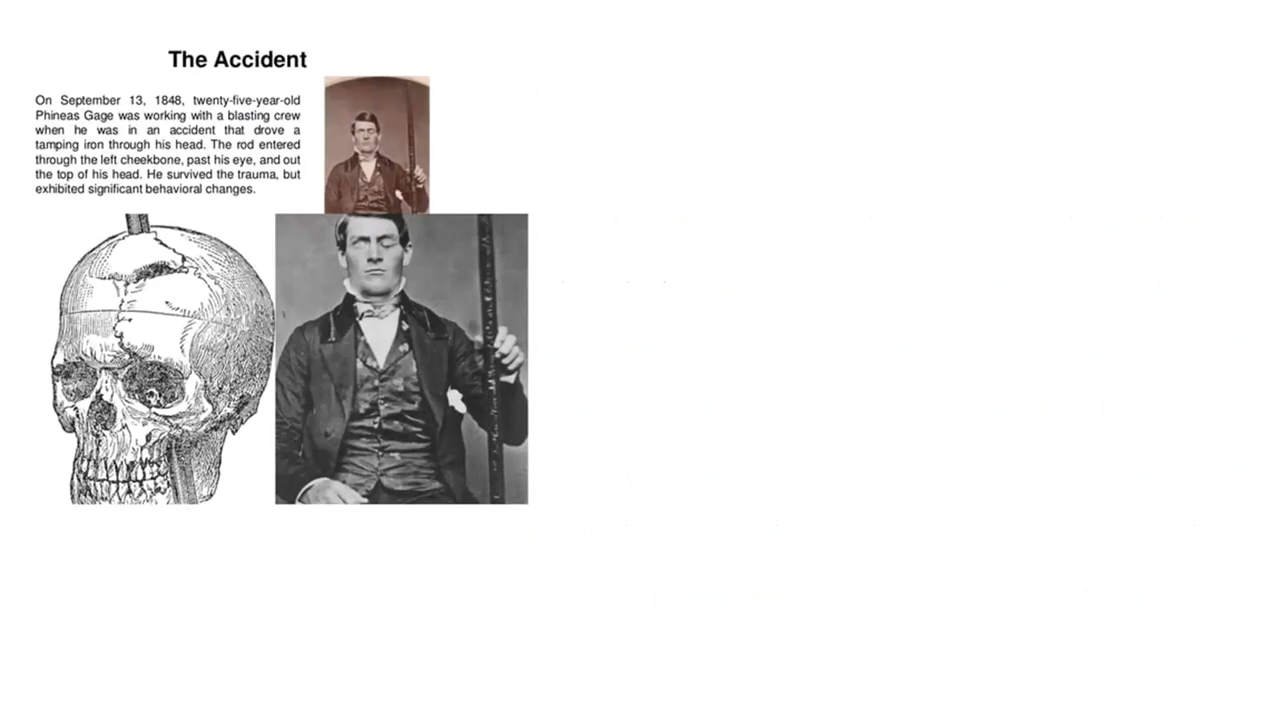 The Accident
On September 13, 1848, twenty-five-year-old
Phineas Gage was working with a blasting crew
when he was in an accident that drove a
tamping iron through his head. The rod entered
through the left cheekbone, past his eye, and out
the top of his head. He survived the trauma, but
exhibited significant behavioral changes.